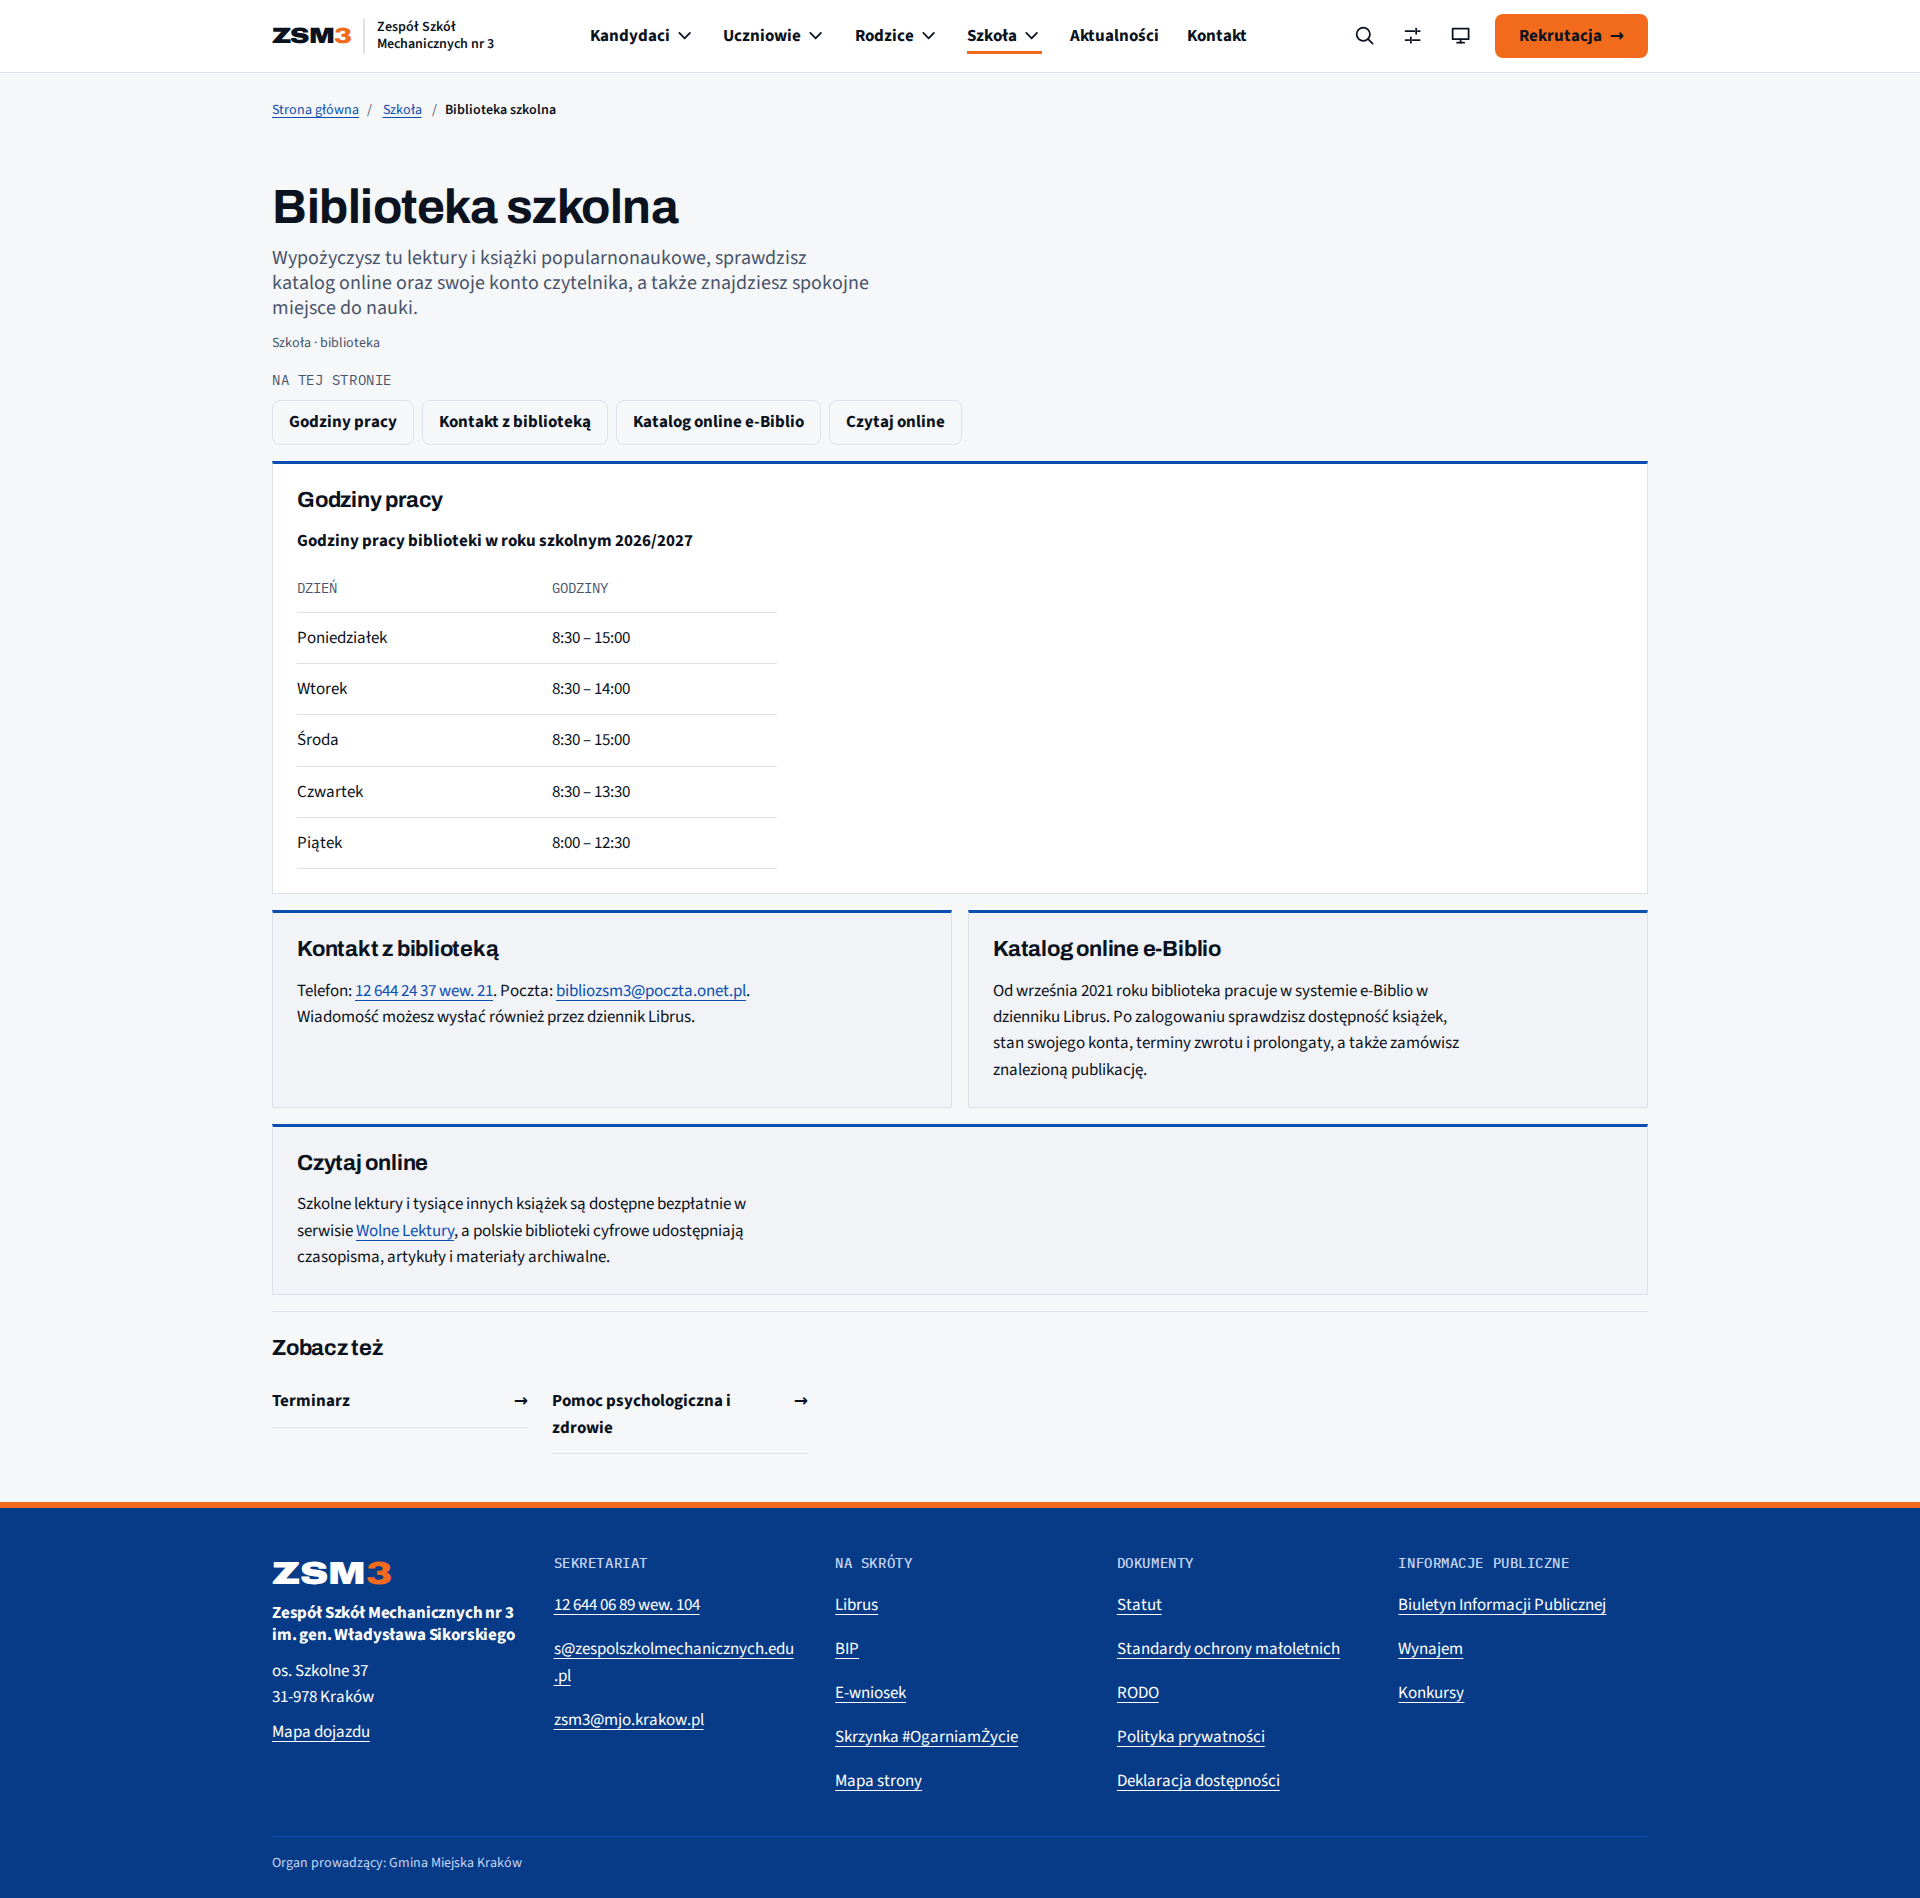 ZSM3
Zespół Szkół
Mechanicznych nr 3
Kandydaci
Uczniowie
Rodzice
Szkoła
Aktualności
Kontakt
Rekrutacja →
Strona główna / Szkoła / Biblioteka szkolna
Biblioteka szkolna
Wypożyczysz tu lektury i książki popularnonaukowe, sprawdzisz
katalog online oraz swoje konto czytelnika, a także znajdziesz spokojne
miejsce do nauki.
Szkoła · biblioteka
NA TEJ STRONIE
Godziny pracy
Kontakt z biblioteką
Katalog online e-Biblio
Czytaj online
Godziny pracy
Godziny pracy biblioteki w roku szkolnym 2026/2027
DZIEŃ GODZINY
Poniedziałek 8:30 – 15:00
Wtorek 8:30 – 14:00
Środa 8:30 – 15:00
Czwartek 8:30 – 13:30
Piątek 8:00 – 12:30
Kontakt z biblioteką
Telefon: 12 644 24 37 wew. 21. Poczta: bibliozsm3@poczta.onet.pl.
Wiadomość możesz wysłać również przez dziennik Librus.
Katalog online e-Biblio
Od września 2021 roku biblioteka pracuje w systemie e-Biblio w
dzienniku Librus. Po zalogowaniu sprawdzisz dostępność książek,
stan swojego konta, terminy zwrotu i prolongaty, a także zamówisz
znalezioną publikację.
Czytaj online
Szkolne lektury i tysiące innych książek są dostępne bezpłatnie w
serwisie Wolne Lektury, a polskie biblioteki cyfrowe udostępniają
czasopisma, artykuły i materiały archiwalne.
Zobacz też
Terminarz →
Pomoc psychologiczna i →
zdrowie
ZSM3
Zespół Szkół Mechanicznych nr 3
im. gen. Władysława Sikorskiego
os. Szkolne 37
31-978 Kraków
Mapa dojazdu
SEKRETARIAT
12 644 06 89 wew. 104
s@zespolszkolmechanicznych.edu
.pl
zsm3@mjo.krakow.pl
NA SKRÓTY
Librus
BIP
E-wniosek
Skrzynka #OgarniamŻycie
Mapa strony
DOKUMENTY
Statut
Standardy ochrony małoletnich
RODO
Polityka prywatności
Deklaracja dostępności
INFORMACJE PUBLICZNE
Biuletyn Informacji Publicznej
Wynajem
Konkursy
Organ prowadzący: Gmina Miejska Kraków